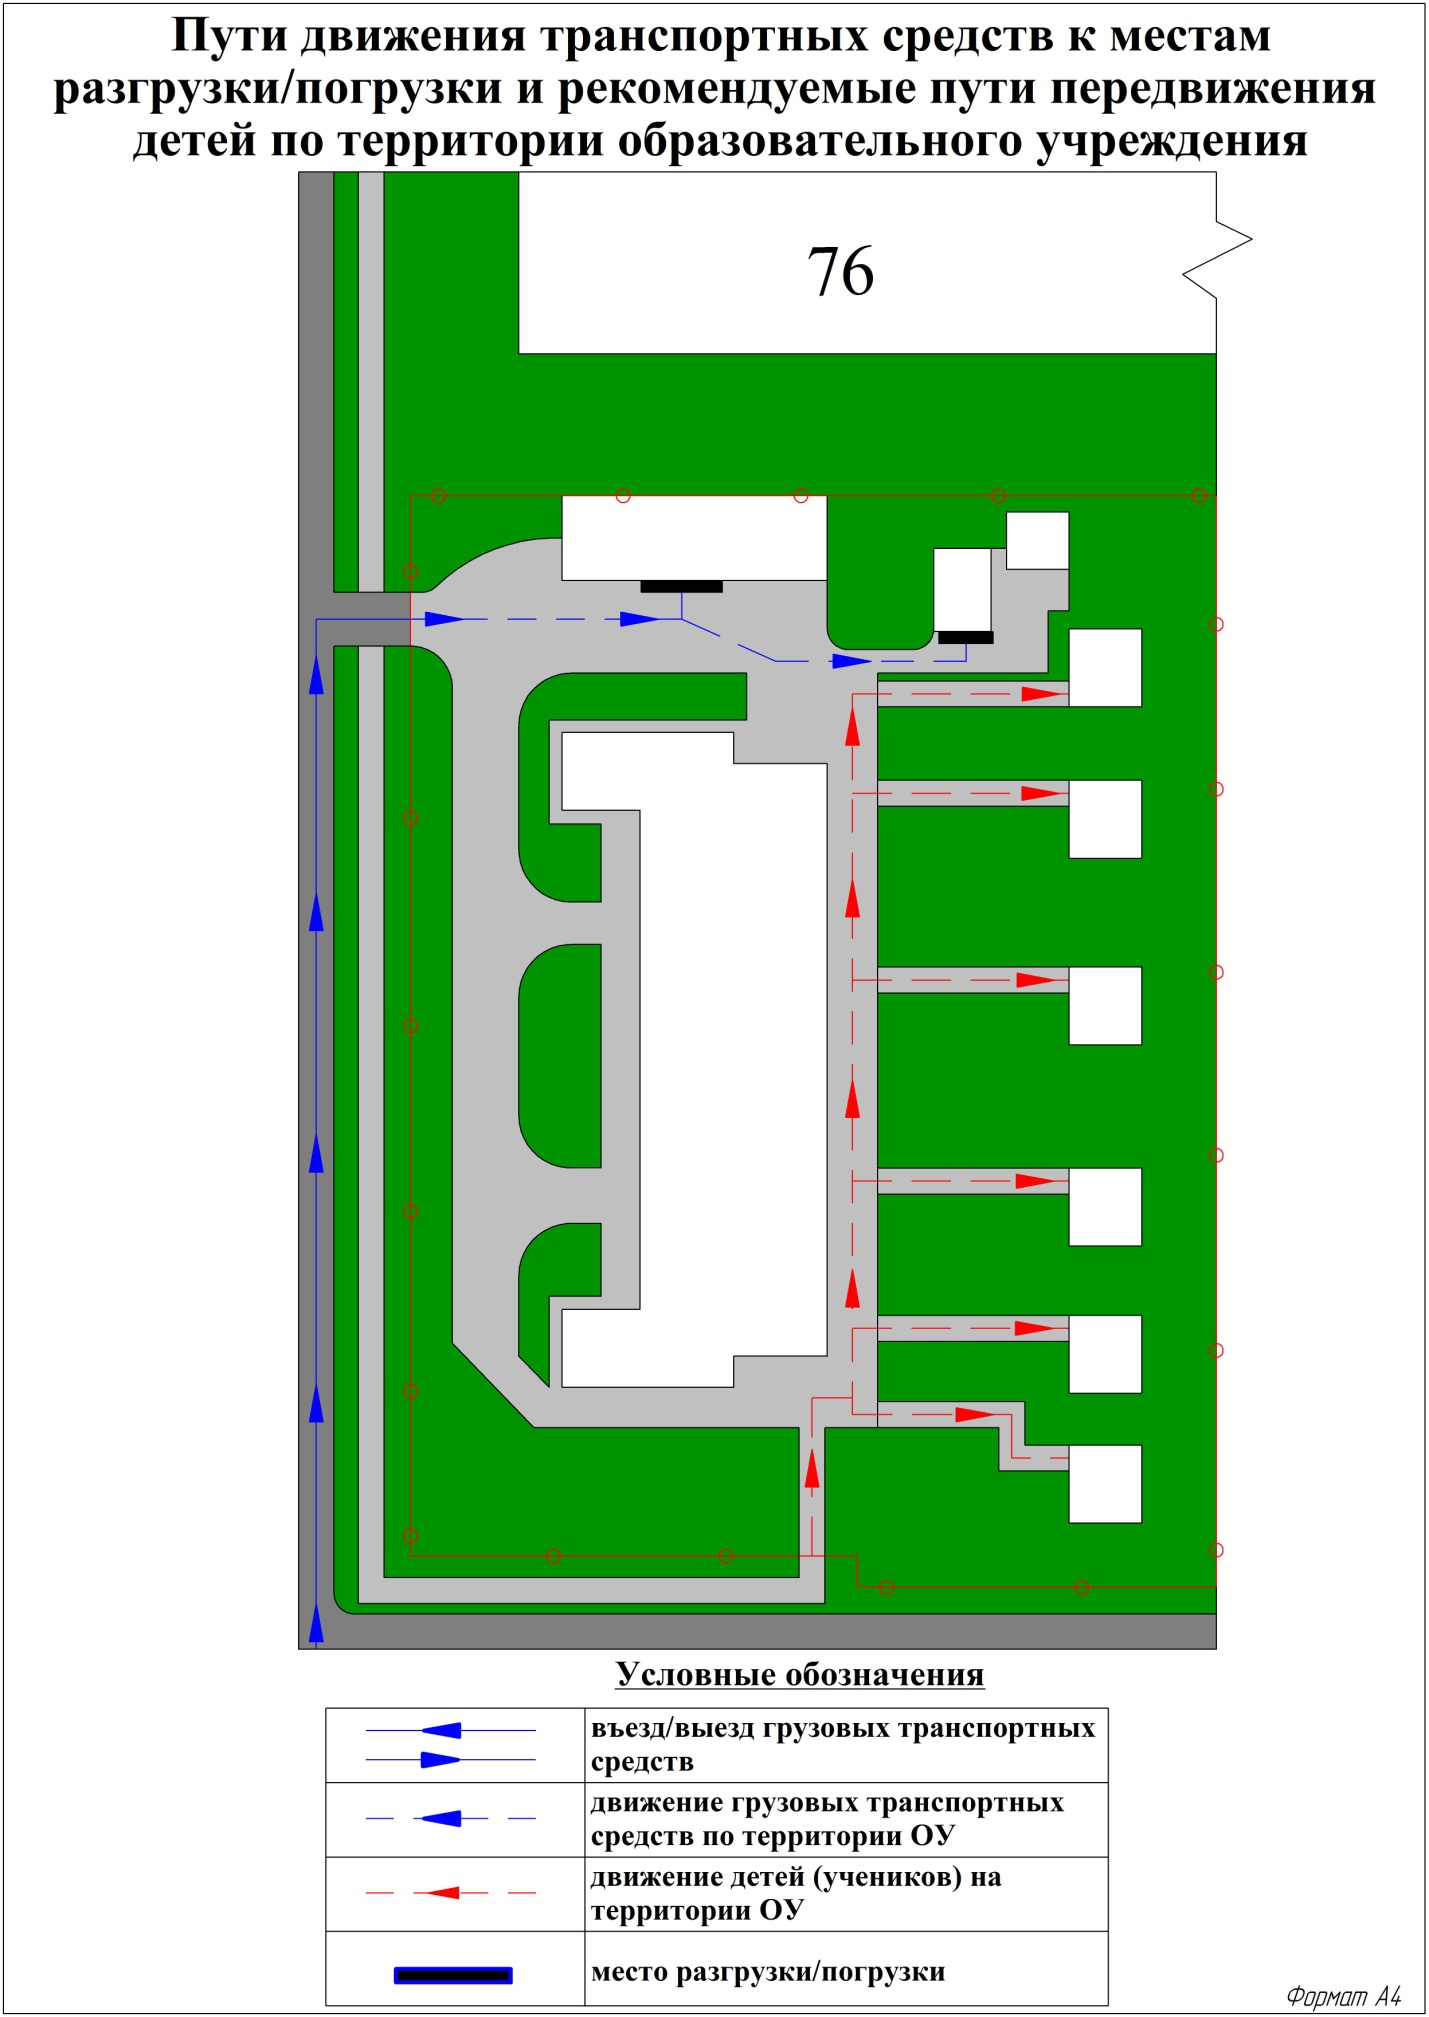 Пути движения транспортных средств к местам
разгрузки/погрузки и рекомендуемые пути передвижения
детей по территории образовательного учреждения
76
Условные обозначения
въезд/выезд грузовых транспортных
средств
движение грузовых транспортных
средств по территории ОУ
движение детей (учеников) на
территории ОУ
место разгрузки/погрузки
Формат А4